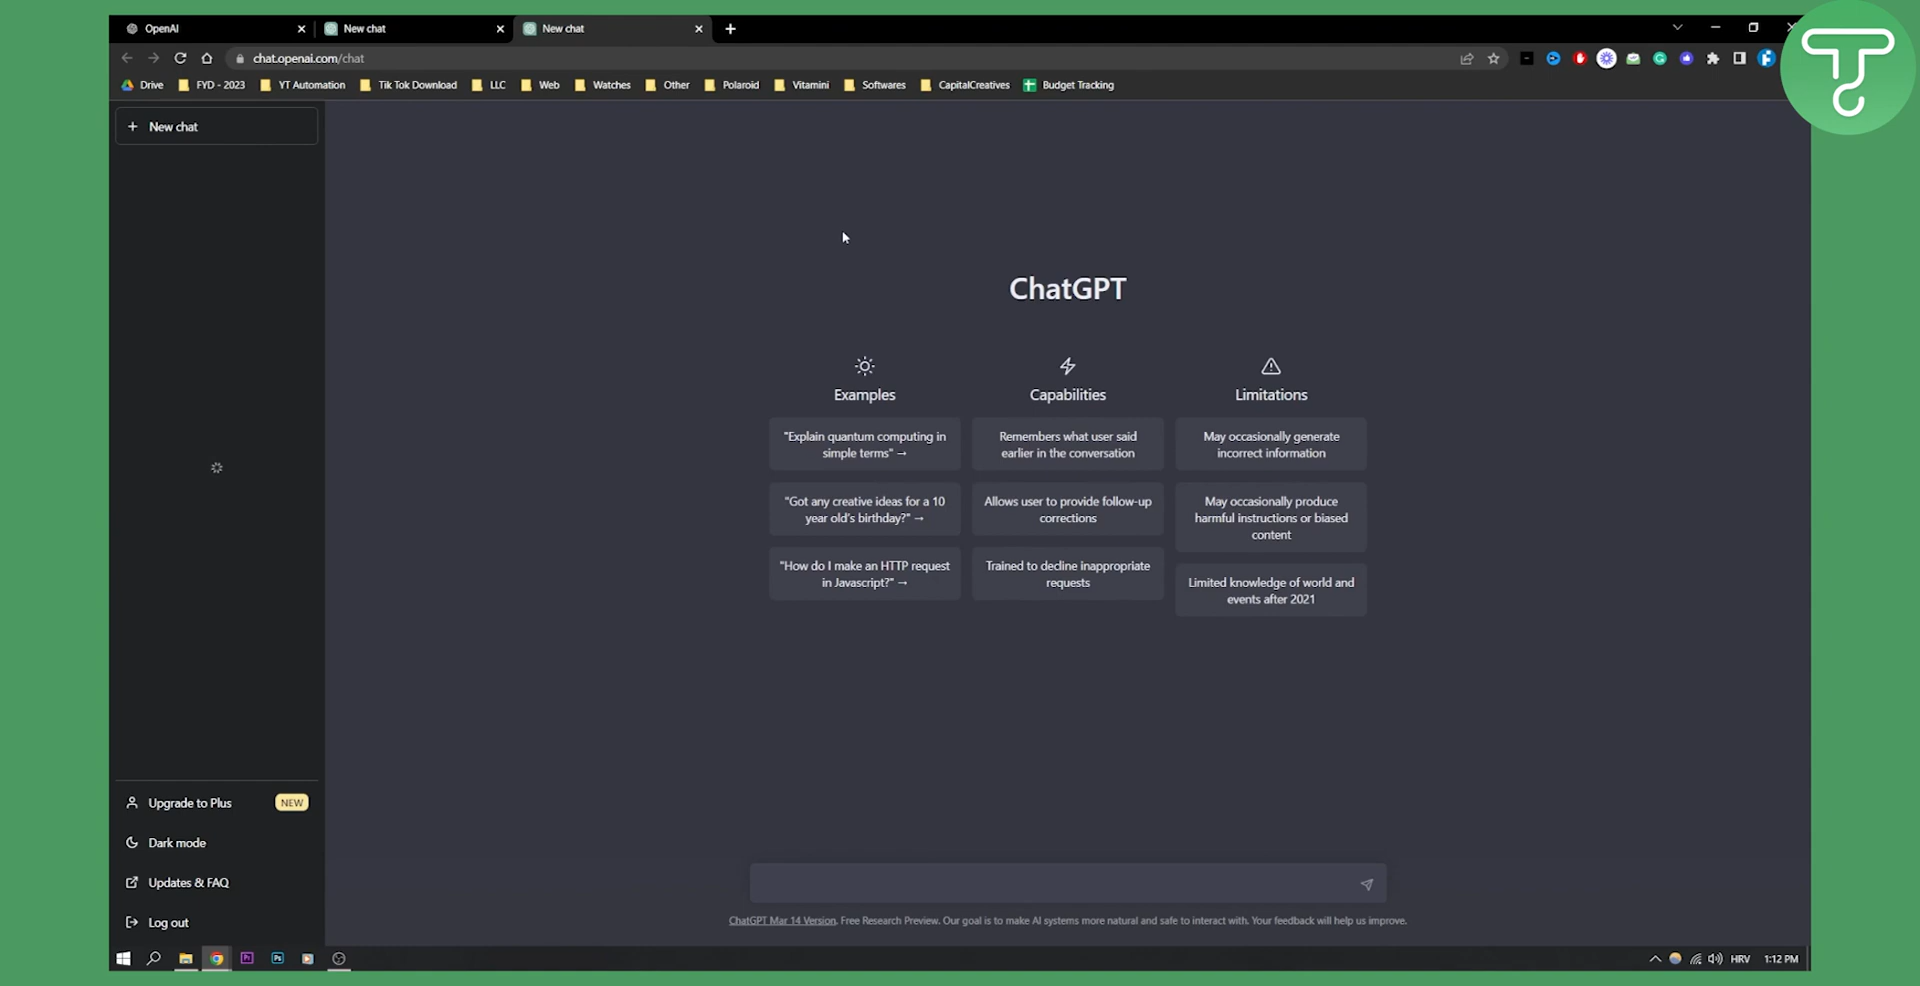 OpenAI
New chat
New chat
chat.openai.com/chat
Drive
FYD - 2023
YT Automation
Tik Tok Download
LLC
Web
Watches
Other
Polaroid
Vitamini
Softwares
CapitalCreatives
Budget Tracking
New chat
ChatGPT
Examples
Capabilities
Limitations
"Explain quantum computing in
simple terms" →
Remembers what user said
earlier in the conversation
May occasionally generate
incorrect information
"Got any creative ideas for a 10
year old's birthday?" →
Allows user to provide follow-up
corrections
May occasionally produce
harmful instructions or biased
content
"How do I make an HTTP request
in Javascript?" →
Trained to decline inappropriate
requests
Limited knowledge of world and
events after 2021
Upgrade to Plus
NEW
Dark mode
Updates & FAQ
Log out
ChatGPT Mar 14 Version. Free Research Preview. Our goal is to make AI systems more natural and safe to interact with. Your feedback will help us improve.
Pr
Ps
HRV
1:12 PM